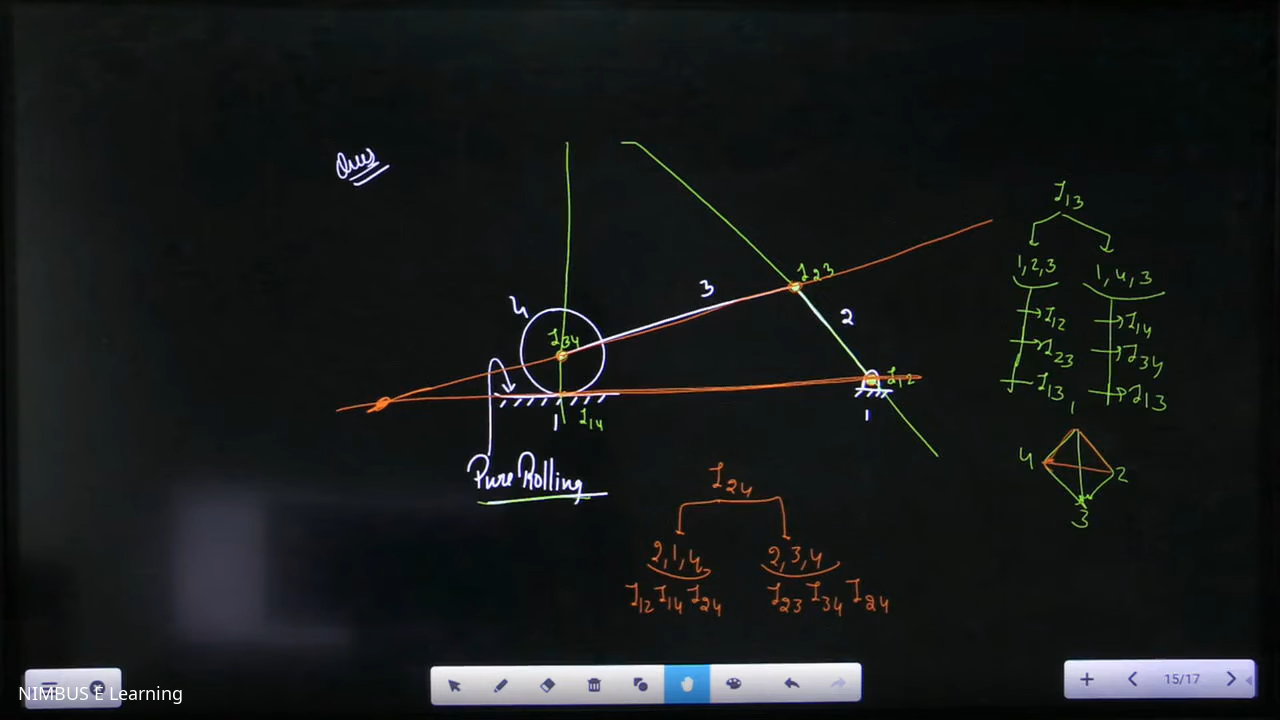 Ques
I13
1,2,3
1,4,3
I12
I14
I23
I34
I13
I13
I23
3
2
4
I34
I12
1
I14
1
Pure Rolling
1
4
2
3
I24
2,1,4
2,3,4
I12 I14 I24
I23 I34 I24
NIMBUS E Learning
15/17